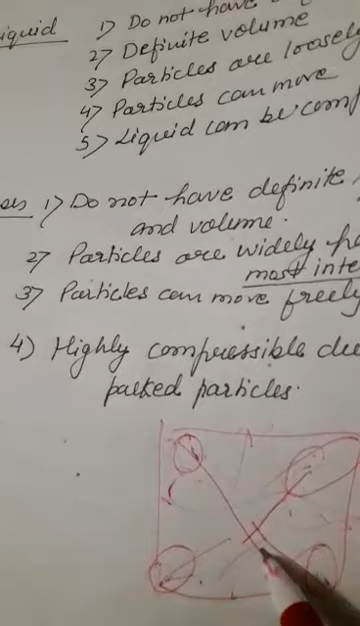 iquid 1) Do not have
2) Definite volume
3) Particles are loosely
4) Particles can move
5) Liquid can be comp
ses 1) Do not have definite
and volume.
2) Particles are widely
most inte
3) Particles can move freely
4) Highly compressible due
packed particles.